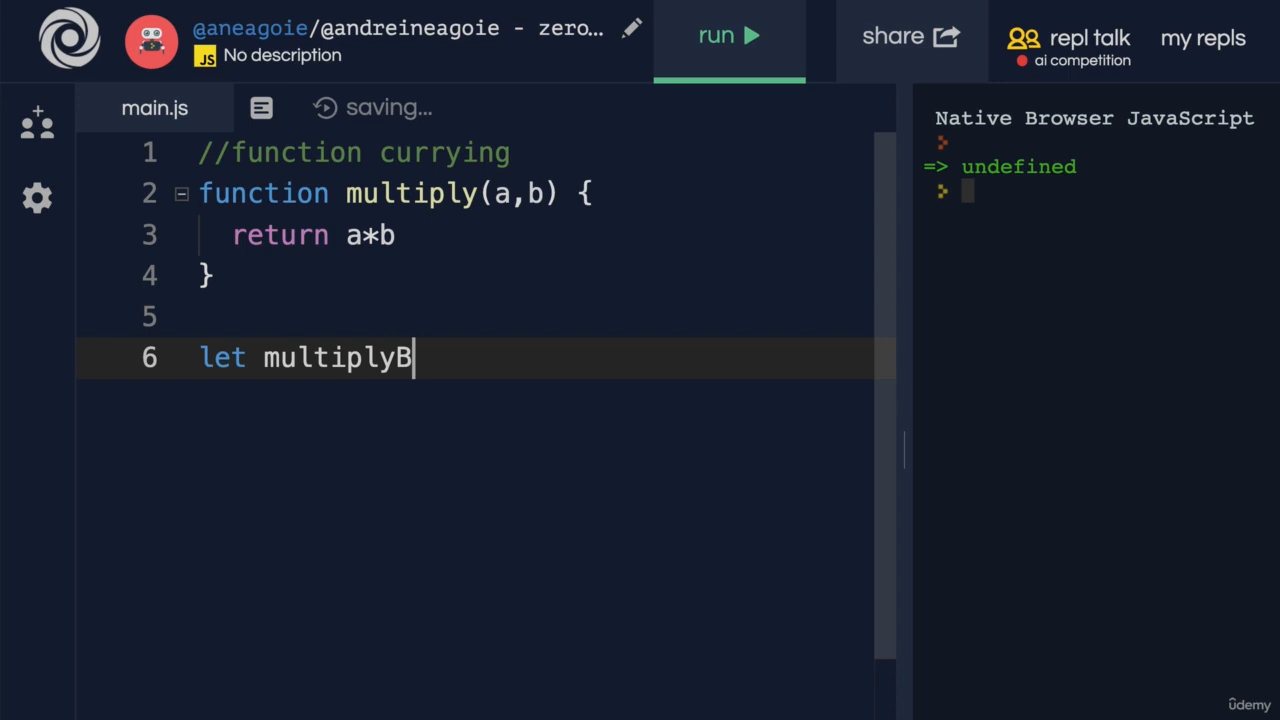 @aneagoie/@andreineagoie - zero...
JS No description
run
share
repl talk
ai competition
my repls
main.js
saving...
1 //function currying
2 function multiply(a,b) {
3 return a*b
4 }
5
6 let multiplyB
Native Browser JavaScript
=> undefined
ûdemy